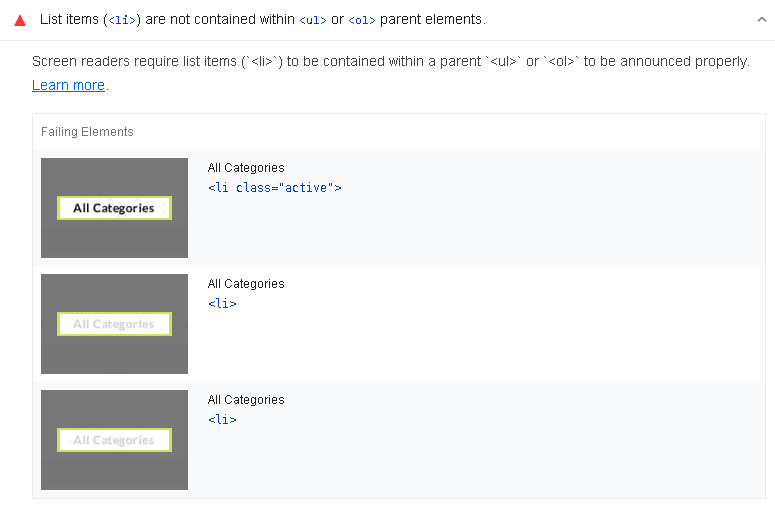 List items (<li>) are not contained within <ul> or <ol> parent elements.
Screen readers require list items (`<li>`) to be contained within a parent `<ul>` or `<ol>` to be announced properly.
Learn more.
Failing Elements
All Categories
All Categories
<li class="active">
All Categories
All Categories
<li>
All Categories
All Categories
<li>